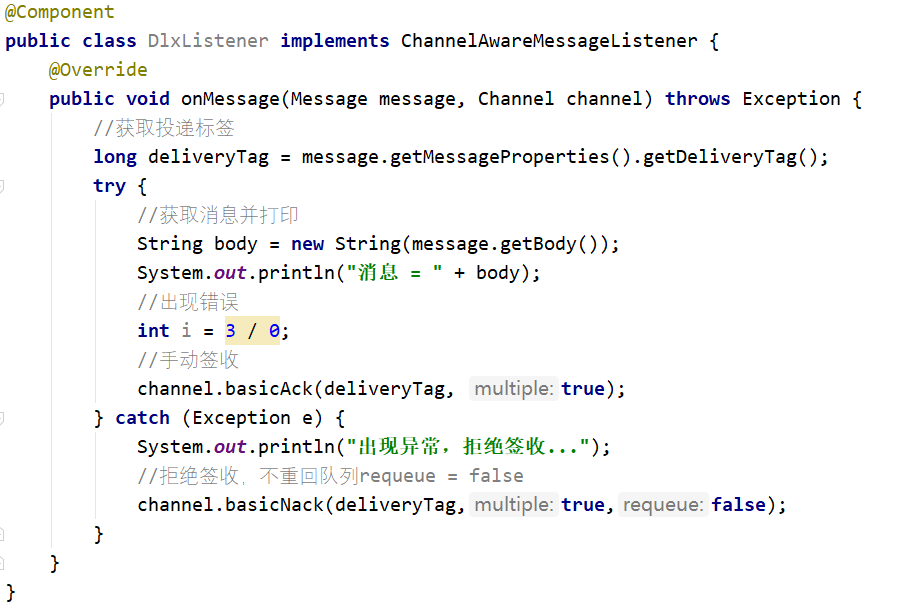 @Component
public class DlxListener implements ChannelAwareMessageListener {
@Override
public void onMessage(Message message, Channel channel) throws Exception {
//获取投递标签
long deliveryTag = message.getMessageProperties().getDeliveryTag();
try {
//获取消息并打印
String body = new String(message.getBody());
System.out.println("消息 = " + body);
//出现错误
int i = 3 / 0;
//手动签收
channel.basicAck(deliveryTag, multiple: true);
} catch (Exception e) {
System.out.println("出现异常，拒绝签收...");
//拒绝签收，不重回队列requeue = false
channel.basicNack(deliveryTag, multiple: true, requeue: false);
}
}
}